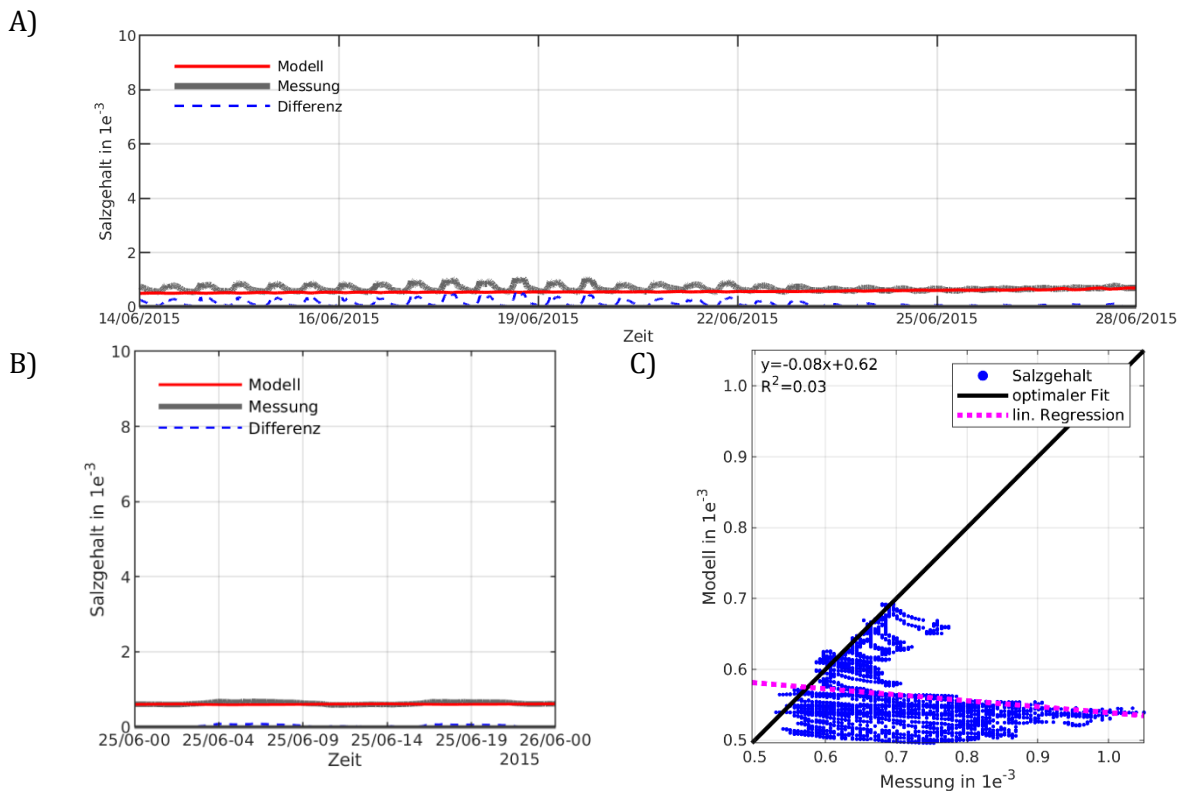 A)
10
8
6
4
2
0
Salzgehalt in 1e⁻³
Modell
Messung
Differenz
14/06/2015 16/06/2015 19/06/2015 22/06/2015 25/06/2015 28/06/2015
Zeit
B)
10
8
6
4
2
0
Salzgehalt in 1e⁻³
Modell
Messung
Differenz
25/06-00 25/06-04 25/06-09 25/06-14 25/06-19 26/06-00
Zeit 2015
C)
y=-0.08x+0.62
R²=0.03
Salzgehalt
optimaler Fit
lin. Regression
1.0
0.9
0.8
0.7
0.6
0.5
Modell in 1e⁻³
0.5 0.6 0.7 0.8 0.9 1.0
Messung in 1e⁻³